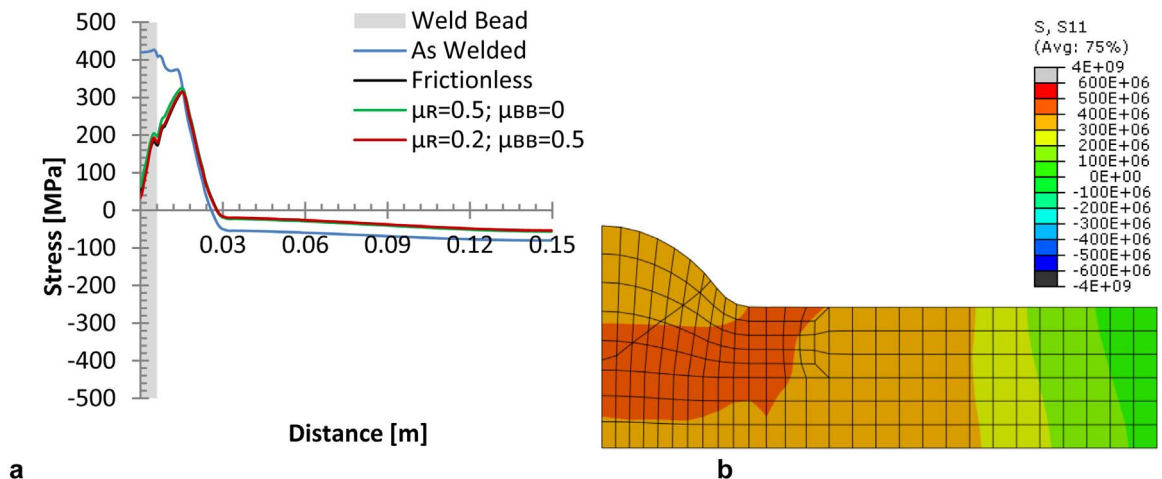 500
400
300
200
100
0
-100
-200
-300
-400
-500
Stress [MPa]
0.03 0.06 0.09 0.12 0.15
Distance [m]
Weld Bead
As Welded
Frictionless
μR=0.5; μBB=0
μR=0.2; μBB=0.5
a
S, S11
(Avg: 75%)
4E+09
600E+06
500E+06
400E+06
300E+06
200E+06
100E+06
0E+00
-100E+06
-200E+06
-300E+06
-400E+06
-500E+06
-600E+06
-4E+09
b